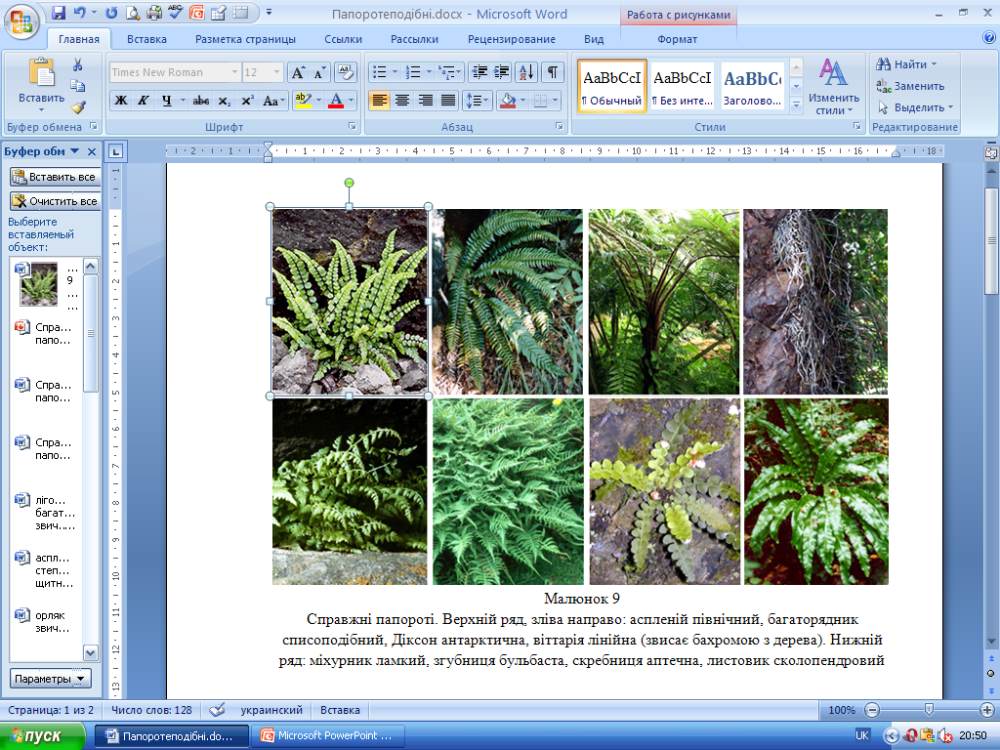 Папоротеподібні.docx - Microsoft Word
Работа с рисунками
Главная
Вставка
Разметка страницы
Ссылки
Рассылки
Рецензирование
Вид
Формат
Вставить
Буфер обмена
Times New Roman
12
Шрифт
Абзац
AaBbCcI
¶ Обычный
AaBbCcI
¶ Без инте...
AaBbC
Заголово...
Изменить стили
Стили
Найти
Заменить
Выделить
Редактирование
Буфер обм
Вставить все
Очистить все
Выберите
вставляемый
объект:
...
9
...
...
Спра...
папо...
Спра...
папо...
Спра...
папо...
ліго...
багат...
звич.....
аспл...
степ...
щитн...
орляк
звич...
Параметры
Малюнок 9
Справжні папороті. Верхній ряд, зліва направо: аспленій північний, багаторядник
списоподібний, Діксон антарктична, віттарія лінійна (звисає бахромою з дерева). Нижній
ряд: міхурник ламкий, згубниця бульбаста, скребниця аптечна, листовик сколопендровий
Страница: 1 из 2
Число слов: 128
украинский
Вставка
100%
пуск
Папоротеподібні.do...
Microsoft PowerPoint ...
UK
20:50